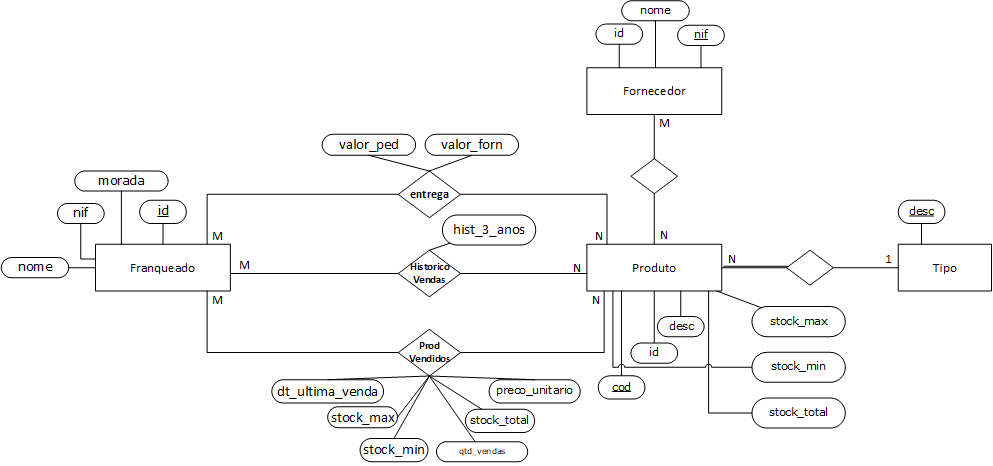 nome
id
nif
Fornecedor
M
valor_ped
valor_forn
morada
entrega
nif
id
desc
hist_3_anos
M
N
N
nome
Franqueado
M
Historico
Vendas
N
Produto
N
1
Tipo
M
N
stock_max
desc
Prod
Vendidos
id
stock_min
cod
dt_ultima_venda
preco_unitario
stock_max
stock_total
stock_total
stock_min
qtd_vendas